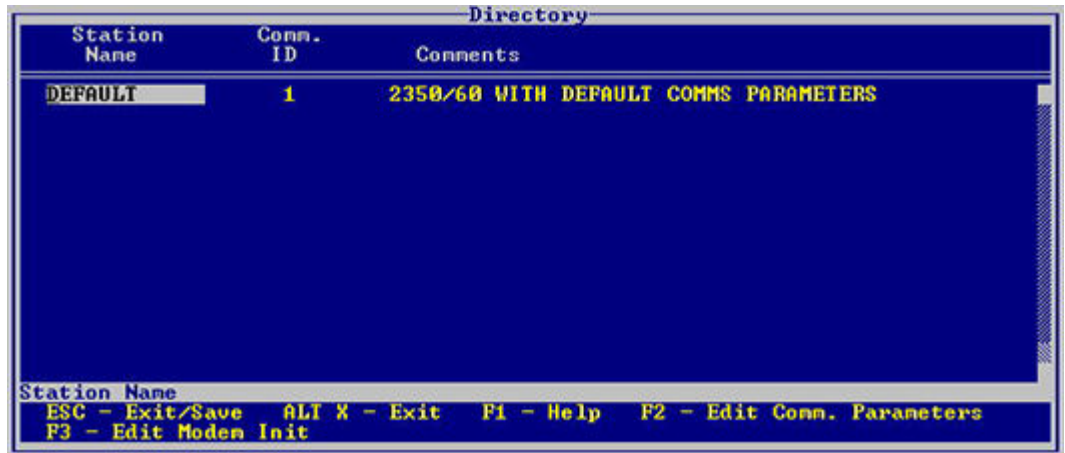 Directory
Station Comm.
Name ID Comments
DEFAULT 1 2350/60 WITH DEFAULT COMMS PARAMETERS
Station Name
ESC - Exit/Save ALT X - Exit F1 - Help F2 - Edit Comm. Parameters
F3 - Edit Modem Init